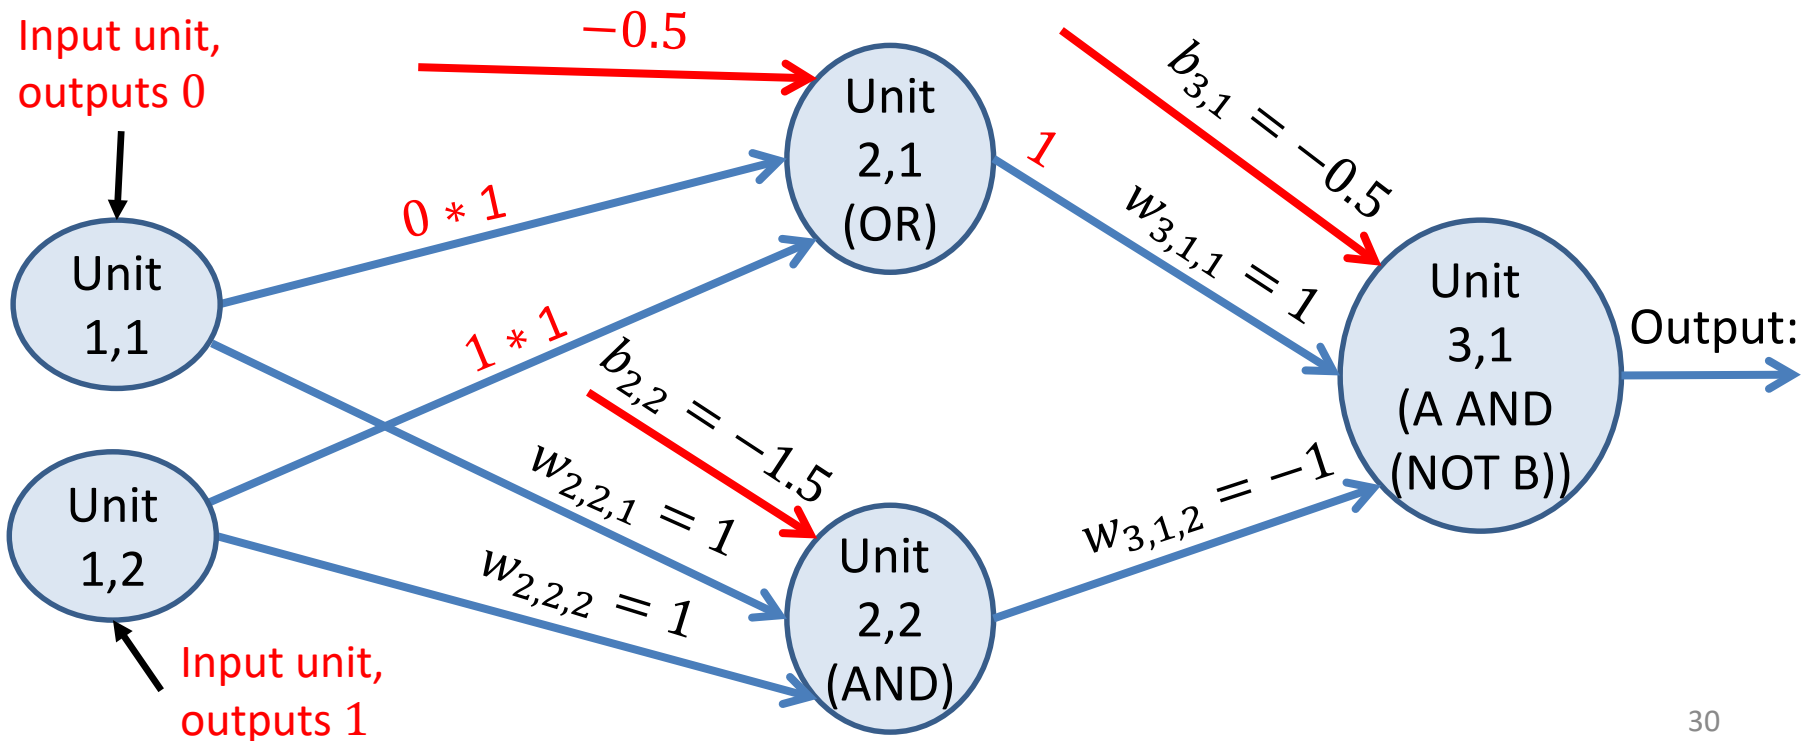 Input unit,
outputs 0
−0.5
b₃,₁ = −0.5
Unit
2,1
(OR)
1
w₃,₁,₁ = 1
0 * 1
Unit
1,1
1 * 1
b₂,₂ = −1.5
Unit
3,1
(A AND
(NOT B))
Output:
w₂,₂,₁ = 1
w₃,₁,₂ = −1
Unit
1,2
w₂,₂,₂ = 1
Unit
2,2
(AND)
Input unit,
outputs 1
30